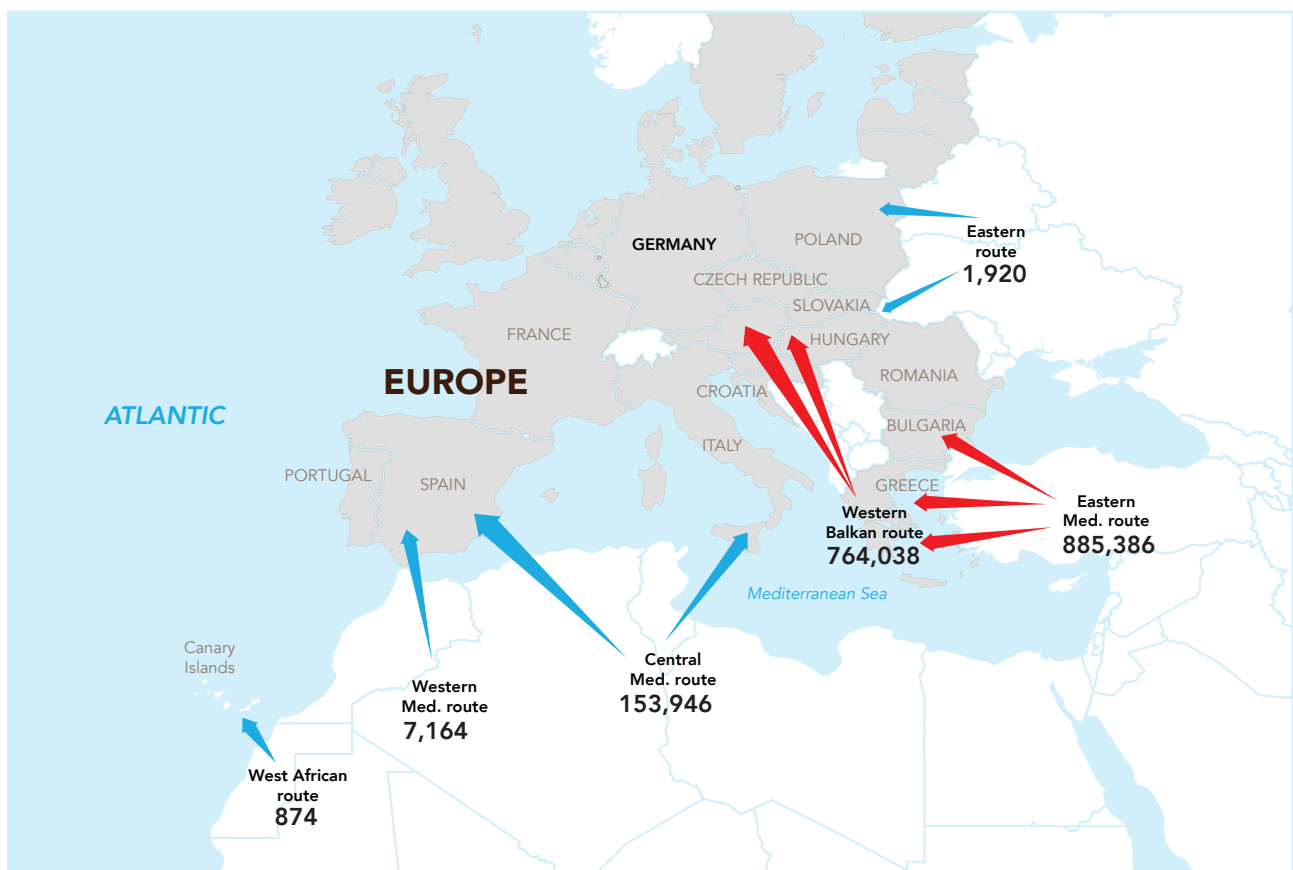 Eastern
route
1,920
GERMANY
POLAND
CZECH REPUBLIC
SLOVAKIA
FRANCE
HUNGARY
EUROPE
ROMANIA
CROATIA
ATLANTIC
BULGARIA
ITALY
PORTUGAL
SPAIN
GREECE
Western
Balkan route
764,038
Eastern
Med. route
885,386
Mediterranean Sea
Canary
Islands
Central
Med. route
153,946
Western
Med. route
7,164
West African
route
874